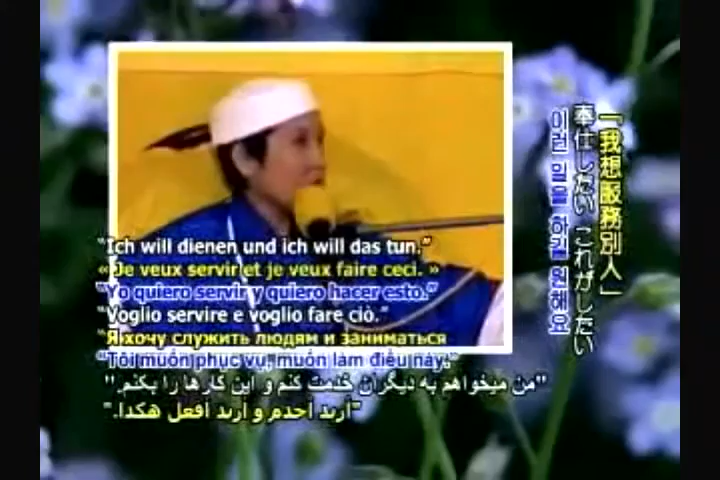 "Ich will dienen und ich will das tun."
« Je veux servir et je veux faire ceci. »
"Yo quiero servir y quiero hacer esto."
"Voglio servire e voglio fare ciò."
"Я хочу служить людям и заниматься
"Tôi muốn phục vụ, muốn làm điều này."
"من میخواهم به دیگران خدمت کنم و این کارها را بکنم."
"أريد أخدم و أريد أفعل هكذا."
「我想服務別人」
奉仕したい これがしたい
이런 일을 하기를 원해요